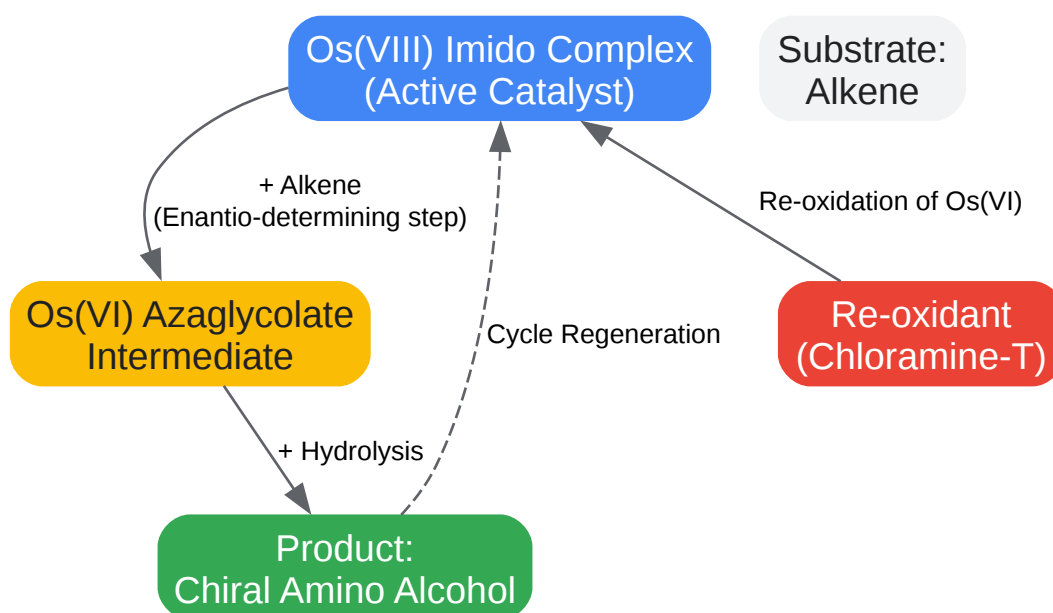 Os(VIII) Imido Complex
(Active Catalyst)
Substrate:
Alkene
+ Alkene
(Enantio-determining step)
Re-oxidation of Os(VI)
Os(VI) Azaglycolate
Intermediate
Cycle Regeneration
Re-oxidant
(Chloramine-T)
+ Hydrolysis
Product:
Chiral Amino Alcohol